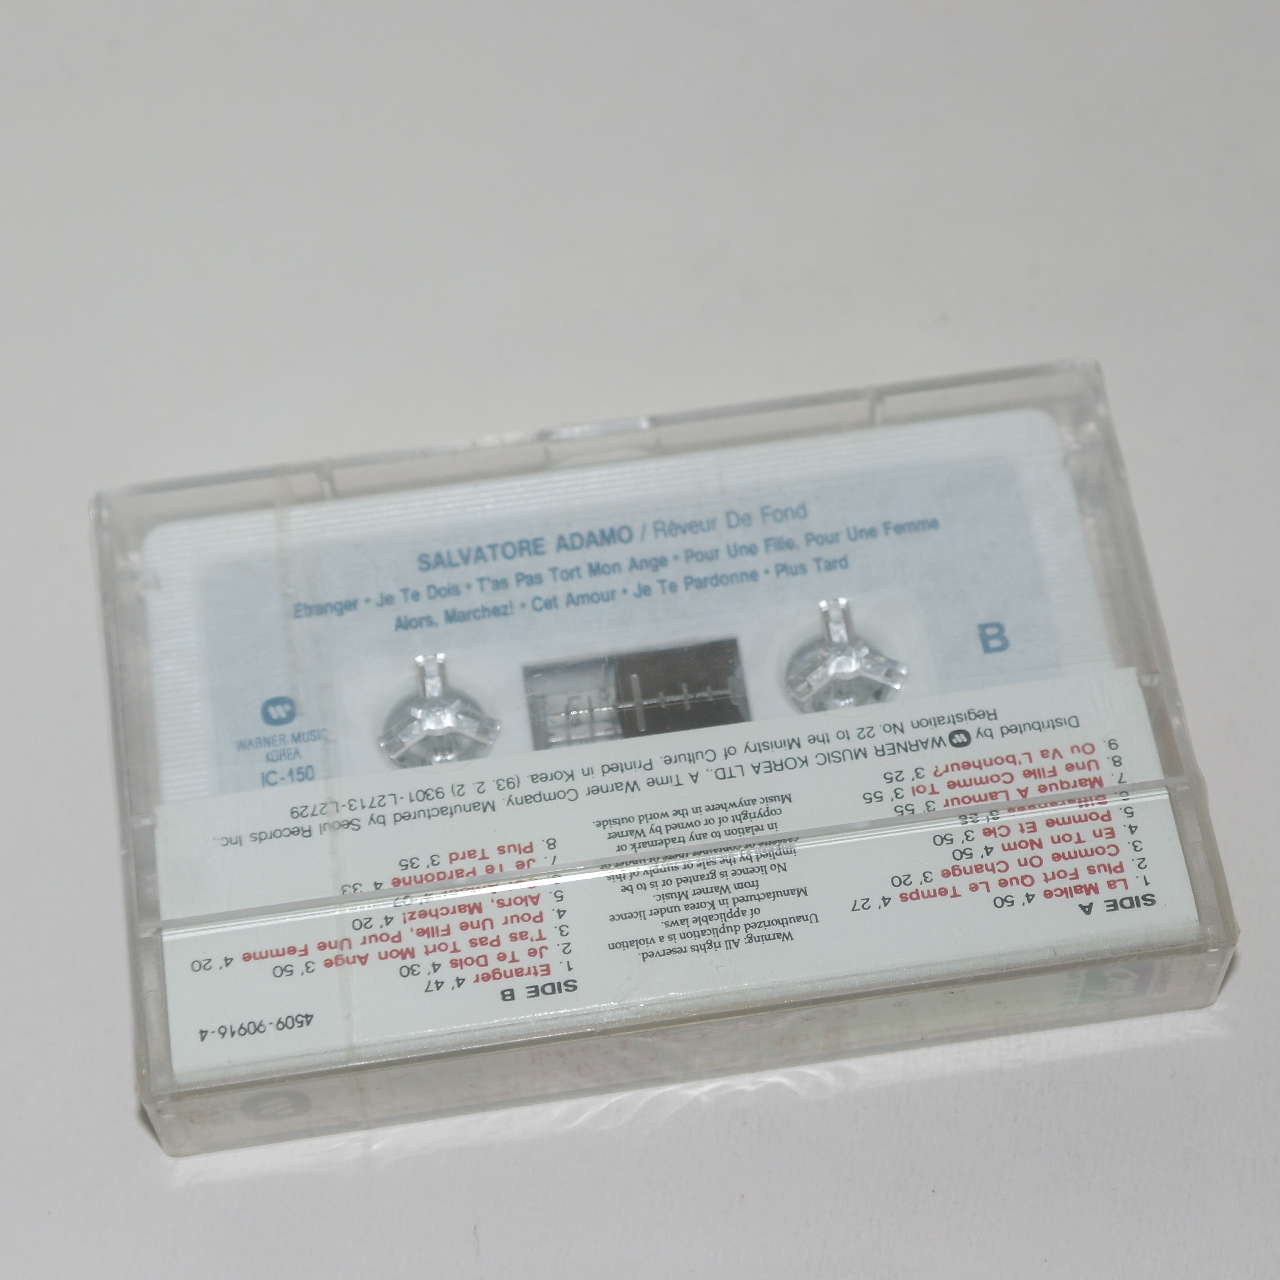 SALVATORE ADAMO / Rêveur De Fond
Etranger • Je Te Dois • T'as Pas Tort Mon Ange • Pour Une Fille, Pour Une Femme
Alors, Marchez! • Cet Amour • Je Te Pardonne • Plus Tard
B
WARNER MUSIC
KOREA
IC-150
4509-90916-4
SIDE A
1. La Malice 4' 50
2. Plus Fort Que Le Temps 4' 27
3. Comme On Change 3' 20
4. En Ton Nom 4' 50
5. Pomme Et Cle 3' 50
7. Marque A Lamour 3' 55
8. Une Fille Comme Toi 3' 55
9. Ou Va L'bonheur? 3' 25
Warning: All rights reserved.
Unauthorized duplication is a violation
of applicable laws.
Manufactured in Korea under licence
from Warner Music.
No licence is granted or is to be
implied by the sale or supply of this
in relation to any trademark or
copyright of or owned by Warner
Music anywhere in the world outside.
SIDE B
1. Etranger 4' 47
2. Je Te Dois 4' 30
3. T'as Pas Tort Mon Ange 3' 50
4. Pour Une Fille, Pour Une Femme 4' 20
5. Alors, Marchez! 4' 20
7. Je Te Pardonne 4' 33
8. Plus Tard 3' 35
Distributed by WARNER MUSIC KOREA LTD., A Time Warner Company. Manufactured by Seoul Records Inc.,
Registration No. 22 to the Ministry of Culture. Printed in Korea. (93. 2. 2) 9301-L2713-L2729